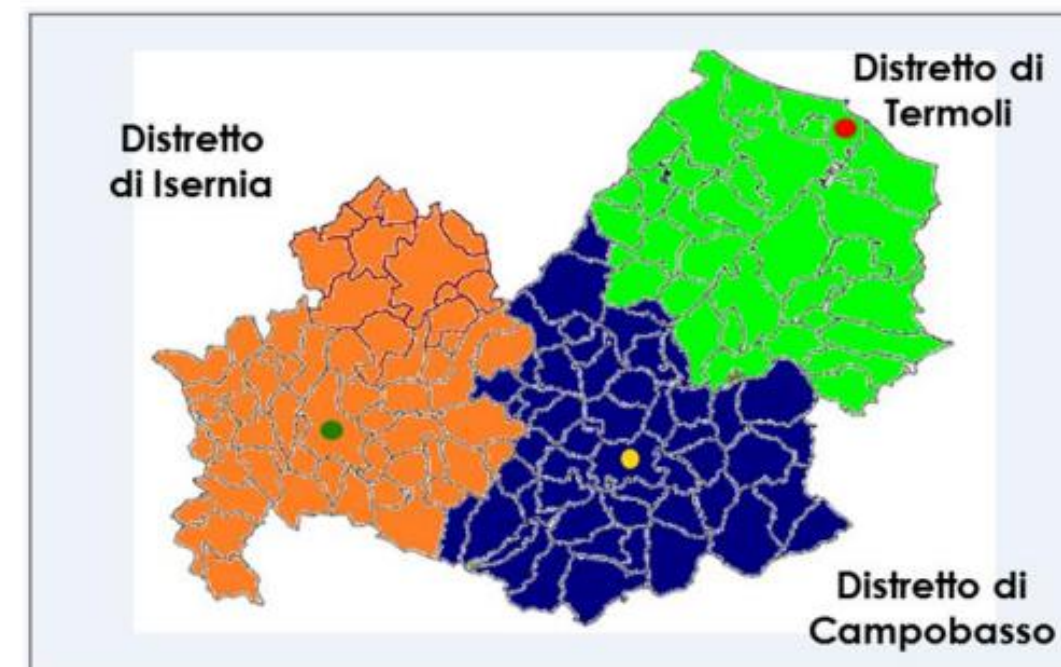 Distretto di
Termoli
Distretto
di Isernia
Distretto di
Campobasso